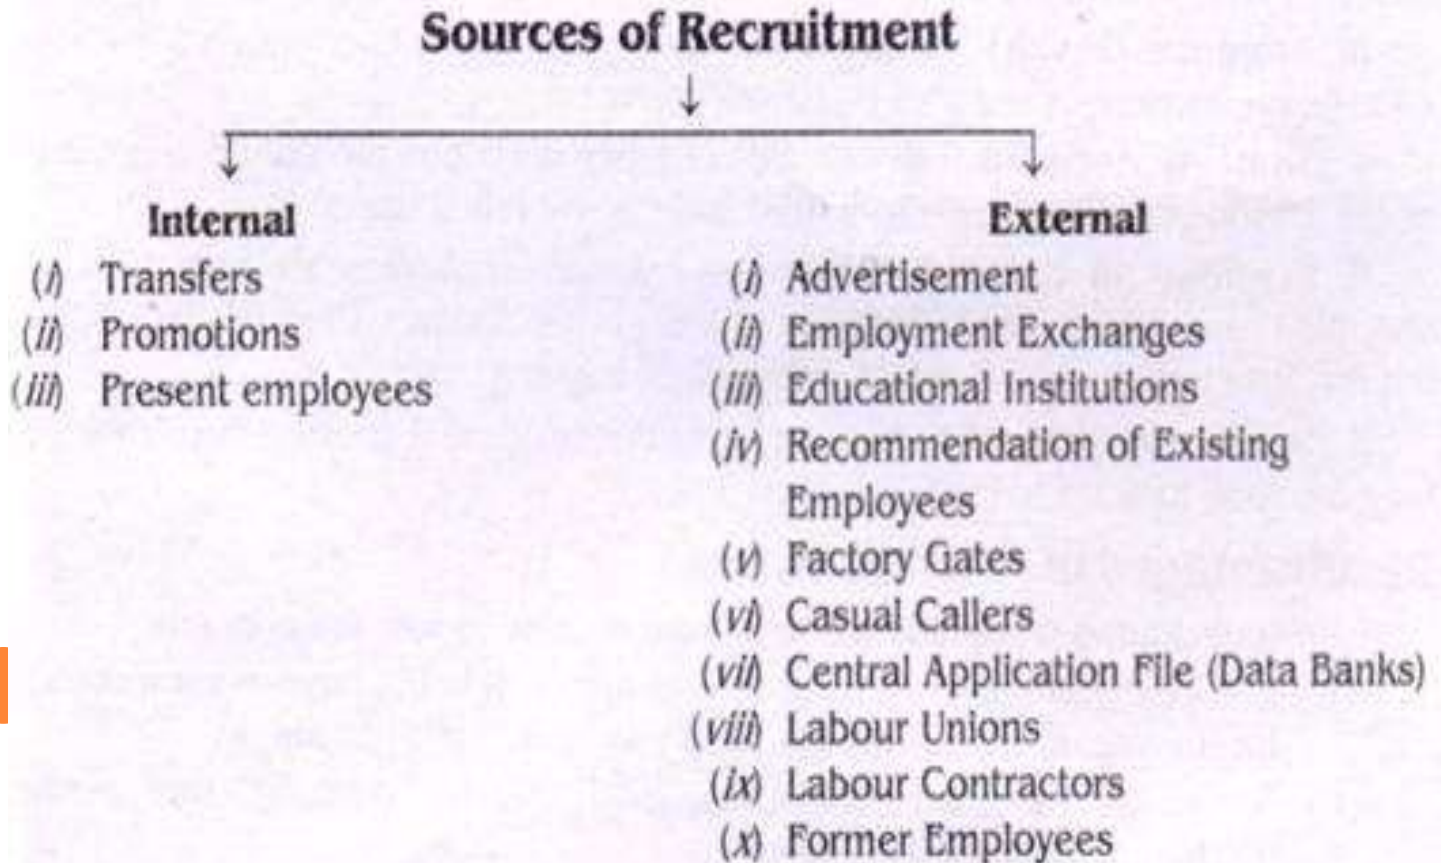 Sources of Recruitment
Internal
(i) Transfers
(ii) Promotions
(iii) Present employees
External
(i) Advertisement
(ii) Employment Exchanges
(iii) Educational Institutions
(iv) Recommendation of Existing
Employees
(v) Factory Gates
(vi) Casual Callers
(vii) Central Application File (Data Banks)
(viii) Labour Unions
(ix) Labour Contractors
(x) Former Employees